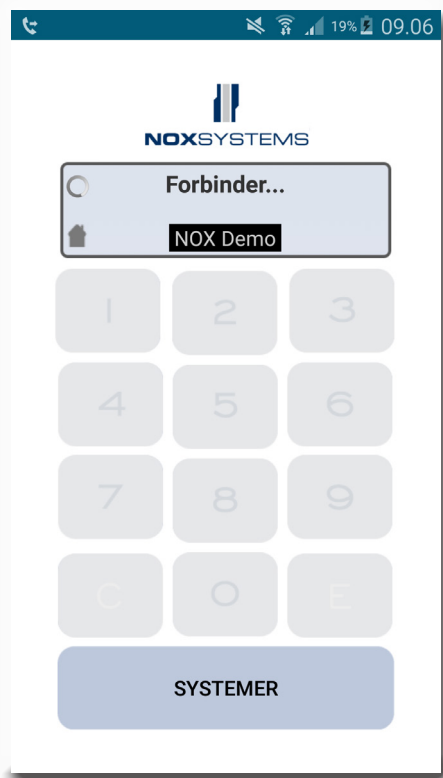 19% 09.06
NOXSYSTEMS
Forbinder...
NOX Demo
1 2 3
4 5 6
7 8 9
C 0 E
SYSTEMER